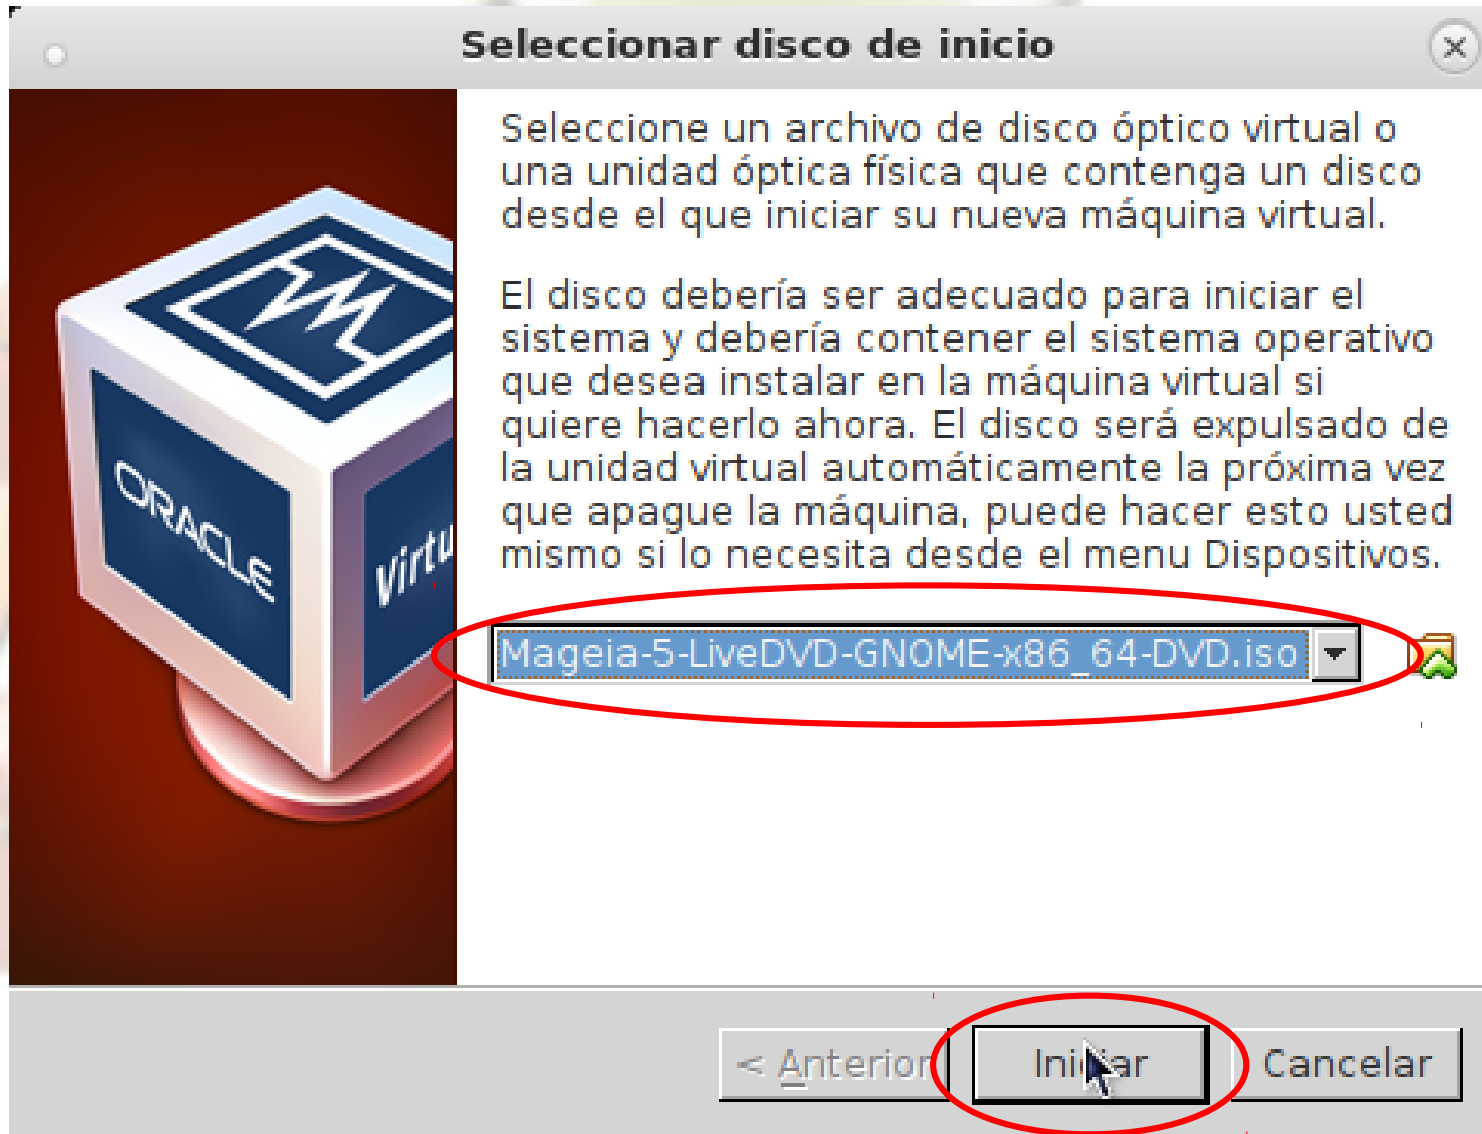 Seleccionar disco de inicio
Seleccione un archivo de disco óptico virtual o
una unidad óptica física que contenga un disco
desde el que iniciar su nueva máquina virtual.
El disco debería ser adecuado para iniciar el
sistema y debería contener el sistema operativo
que desea instalar en la máquina virtual si
quiere hacerlo ahora. El disco será expulsado de
la unidad virtual automáticamente la próxima vez
que apague la máquina, puede hacer esto usted
mismo si lo necesita desde el menu Dispositivos.
ORACLE
Virtu
Mageia-5-LiveDVD-GNOME-x86_64-DVD.iso
< Anterior
Iniciar
Cancelar